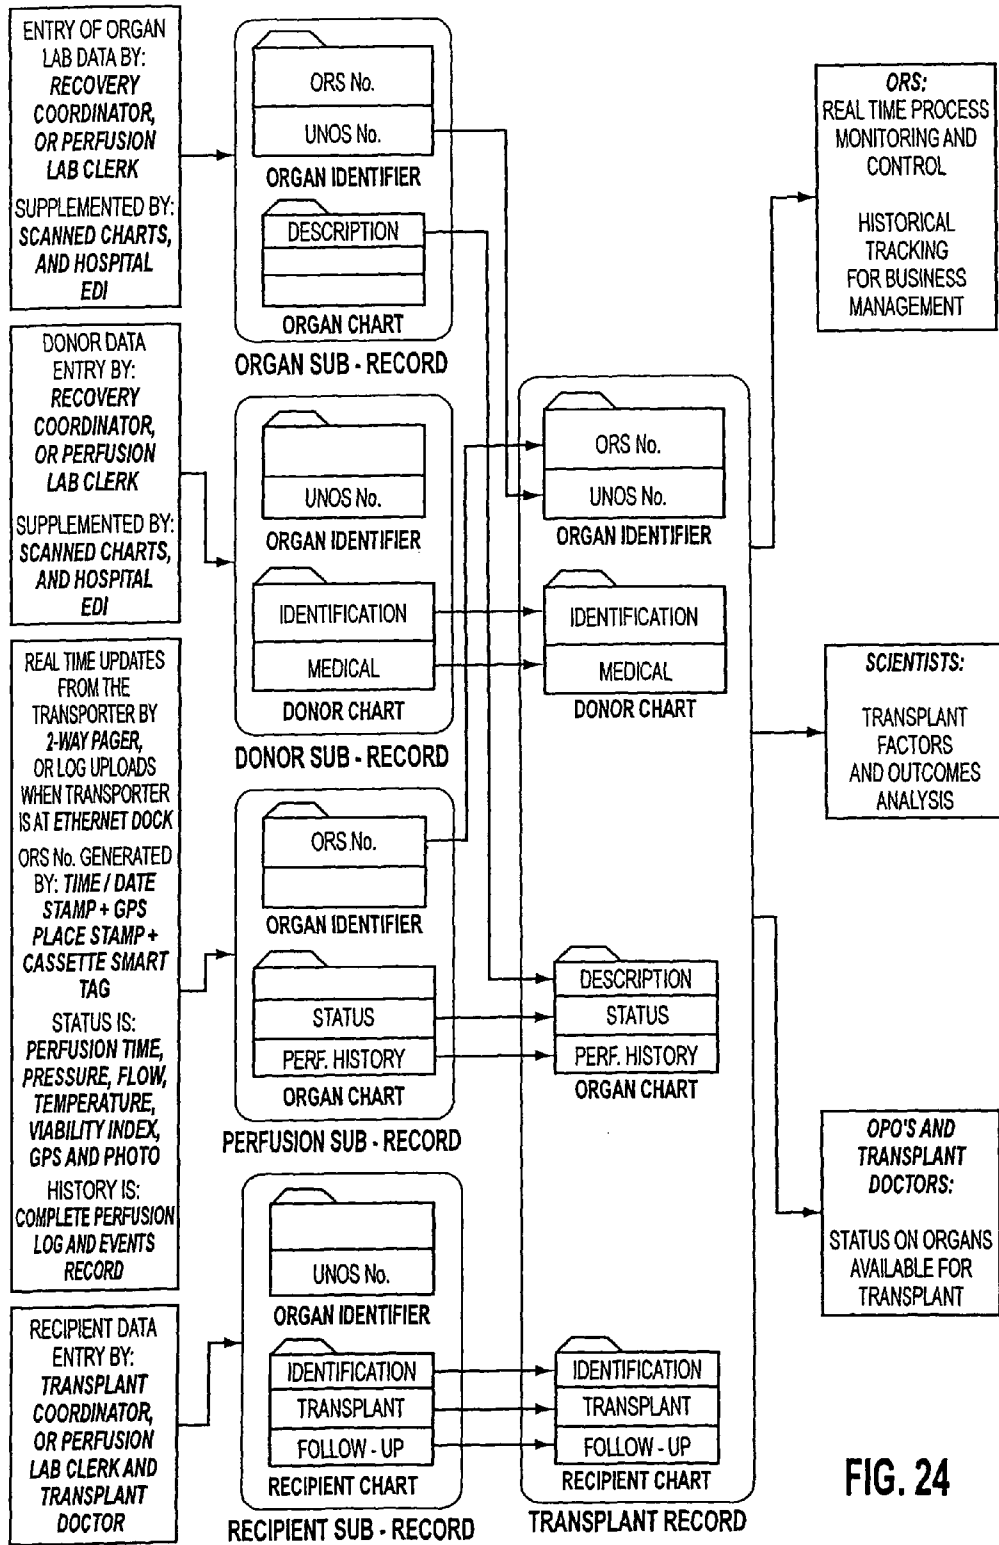 ENTRY OF ORGAN
LAB DATA BY:
RECOVERY
COORDINATOR,
OR PERFUSION
LAB CLERK
SUPPLEMENTED BY:
SCANNED CHARTS,
AND HOSPITAL
EDI
DONOR DATA
ENTRY BY:
RECOVERY
COORDINATOR,
OR PERFUSION
LAB CLERK
SUPPLEMENTED BY:
SCANNED CHARTS,
AND HOSPITAL
EDI
REAL TIME UPDATES
FROM THE
TRANSPORTER BY
2-WAY PAGER,
OR LOG UPLOADS
WHEN TRANSPORTER
IS AT ETHERNET DOCK
ORS No. GENERATED
BY: TIME / DATE
STAMP + GPS
PLACE STAMP +
CASSETTE SMART
TAG
STATUS IS:
PERFUSION TIME,
PRESSURE, FLOW,
TEMPERATURE,
VIABILITY INDEX,
GPS AND PHOTO
HISTORY IS:
COMPLETE PERFUSION
LOG AND EVENTS
RECORD
RECIPIENT DATA
ENTRY BY:
TRANSPLANT
COORDINATOR,
OR PERFUSION
LAB CLERK AND
TRANSPLANT
DOCTOR
ORS No.
UNOS No.
ORGAN IDENTIFIER
DESCRIPTION
ORGAN CHART
ORGAN SUB - RECORD
UNOS No.
ORGAN IDENTIFIER
IDENTIFICATION
MEDICAL
DONOR CHART
DONOR SUB - RECORD
ORS No.
ORGAN IDENTIFIER
STATUS
PERF. HISTORY
ORGAN CHART
PERFUSION SUB - RECORD
UNOS No.
ORGAN IDENTIFIER
IDENTIFICATION
TRANSPLANT
FOLLOW - UP
RECIPIENT CHART
RECIPIENT SUB - RECORD
ORS No.
UNOS No.
ORGAN IDENTIFIER
IDENTIFICATION
MEDICAL
DONOR CHART
DESCRIPTION
STATUS
PERF. HISTORY
ORGAN CHART
IDENTIFICATION
TRANSPLANT
FOLLOW - UP
RECIPIENT CHART
TRANSPLANT RECORD
ORS:
REAL TIME PROCESS
MONITORING AND
CONTROL
HISTORICAL
TRACKING
FOR BUSINESS
MANAGEMENT
SCIENTISTS:
TRANSPLANT
FACTORS
AND OUTCOMES
ANALYSIS
OPO'S AND
TRANSPLANT
DOCTORS:
STATUS ON ORGANS
AVAILABLE FOR
TRANSPLANT
FIG. 24